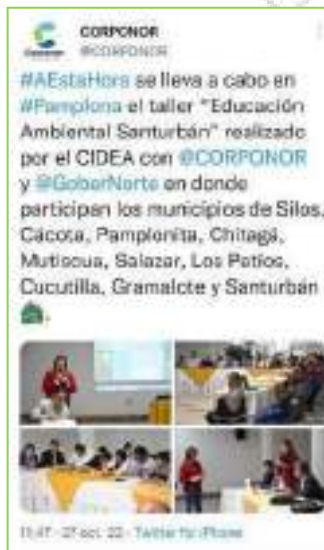 CORPONOR
@CORPONOR
#AEstaHora se lleva a cabo en
#Pamplona el taller "Educación
Ambiental Santurbán" realizado
por el CIDEA con @CORPONOR
y @GoberNorte en donde
participan los municipios de Silos,
Cácota, Pamplonita, Chitagá,
Mutiscua, Salazar, Los Patios,
Cucutilla, Gramalote y Santurbán
11:47 · 27 oct. 22 · Twitter for iPhone